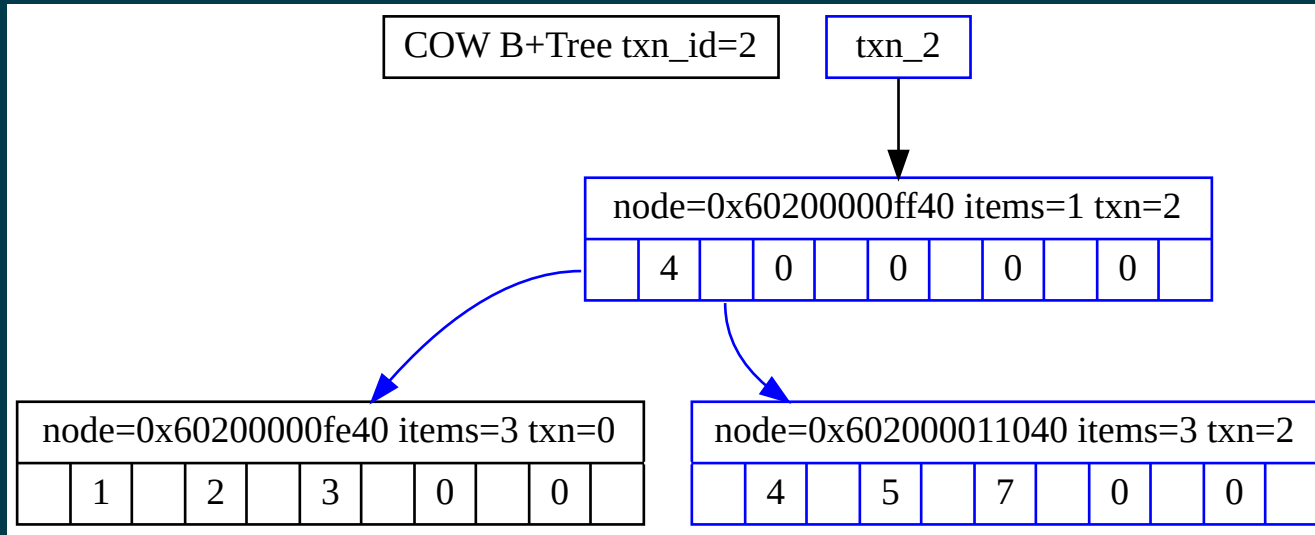 COW B+Tree txn_id=2
txn_2
node=0x60200000ff40 items=1 txn=2
4 0 0 0 0
node=0x60200000fe40 items=3 txn=0
1 2 3 0 0
node=0x602000011040 items=3 txn=2
4 5 7 0 0